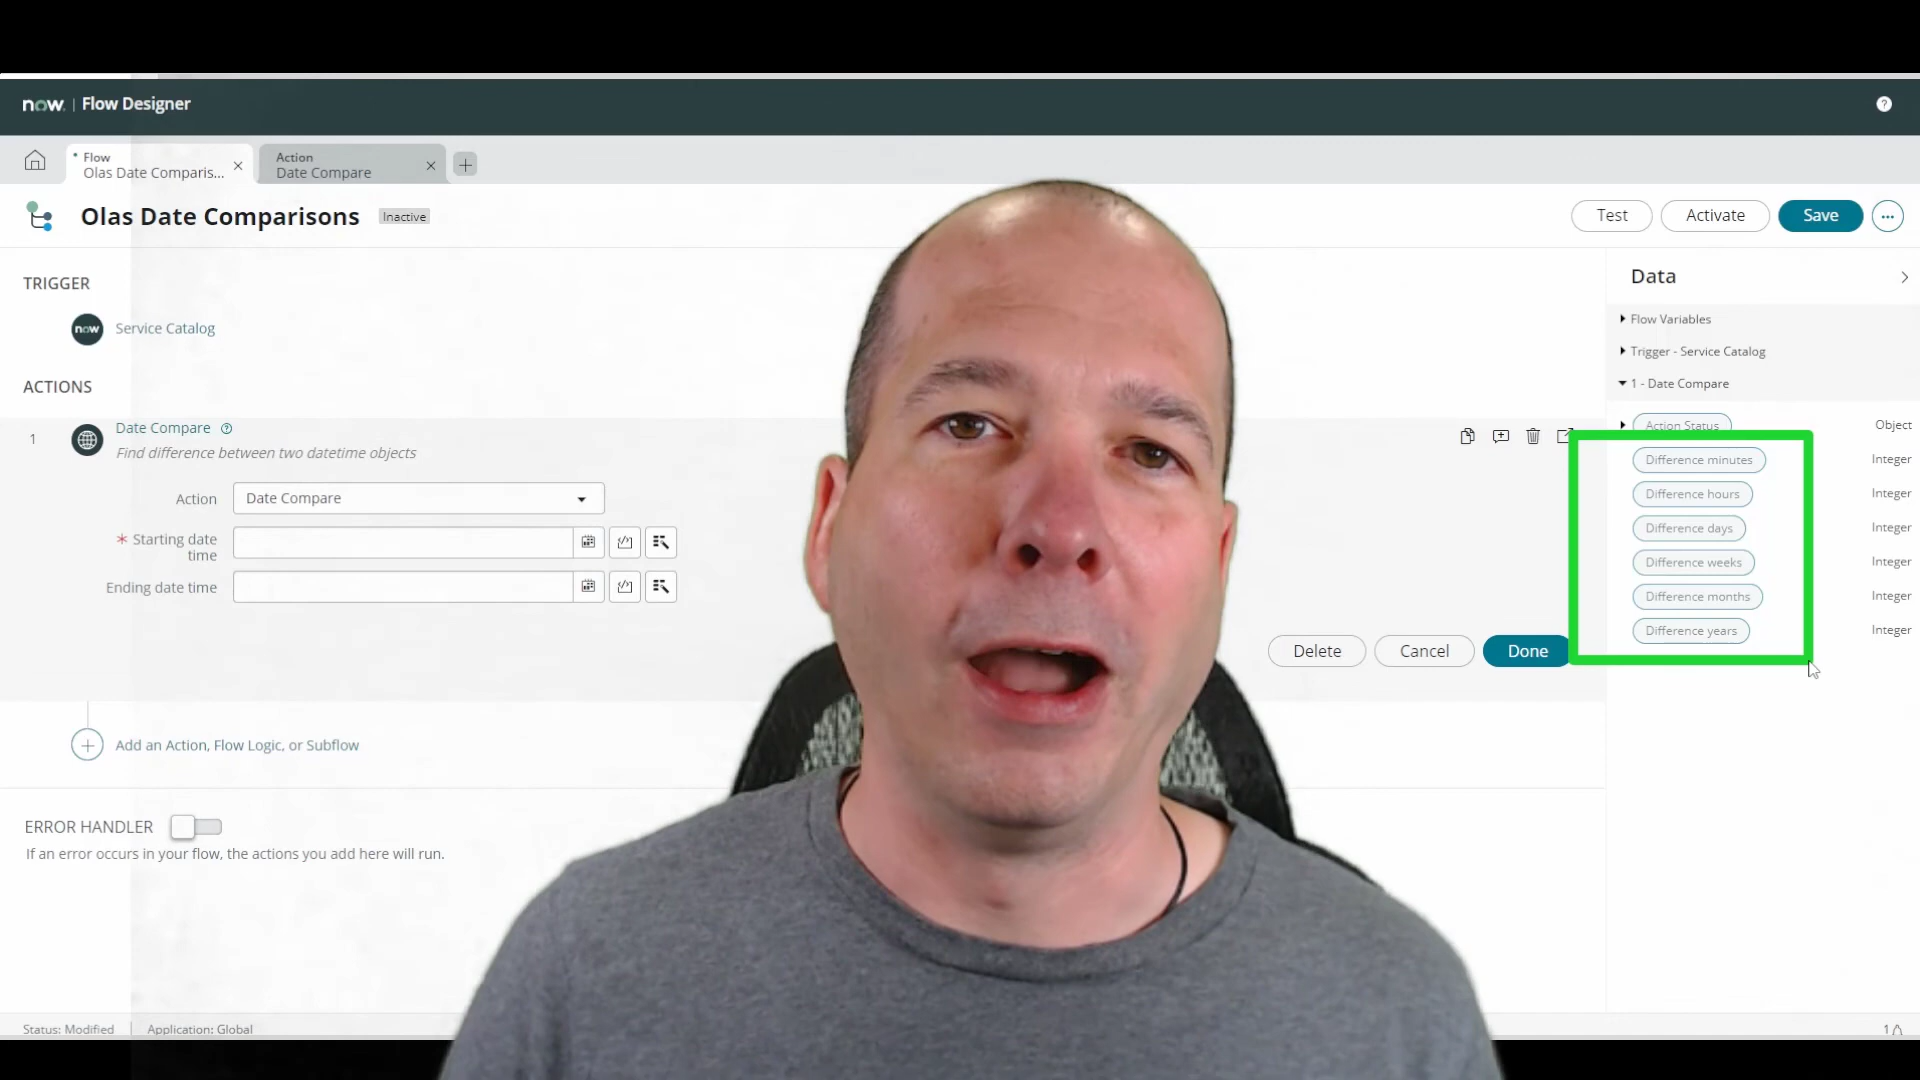 now. | Flow Designer
?
Flow
Olas Date Comparis...
Action
Date Compare
Olas Date Comparisons
Inactive
Test
Activate
Save
...
TRIGGER
now
Service Catalog
ACTIONS
1
Date Compare
Find difference between two datetime objects
Action
Date Compare
* Starting date
time
Ending date time
Delete
Cancel
Done
Add an Action, Flow Logic, or Subflow
ERROR HANDLER
If an error occurs in your flow, the actions you add here will run.
Data
Flow Variables
Trigger - Service Catalog
1 - Date Compare
Action Status Object
Difference minutes Integer
Difference hours Integer
Difference days Integer
Difference weeks Integer
Difference months Integer
Difference years Integer
Status: Modified | Application: Global
1